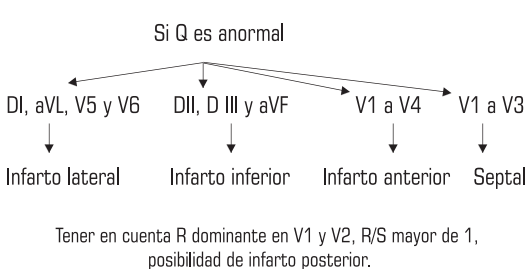 Si Q es anormal
DI, aVL, V5 y V6 DII, D III y aVF V1 a V4 V1 a V3
Infarto lateral Infarto inferior Infarto anterior Septal
Tener en cuenta R dominante en V1 y V2, R/S mayor de 1,
posibilidad de infarto posterior.